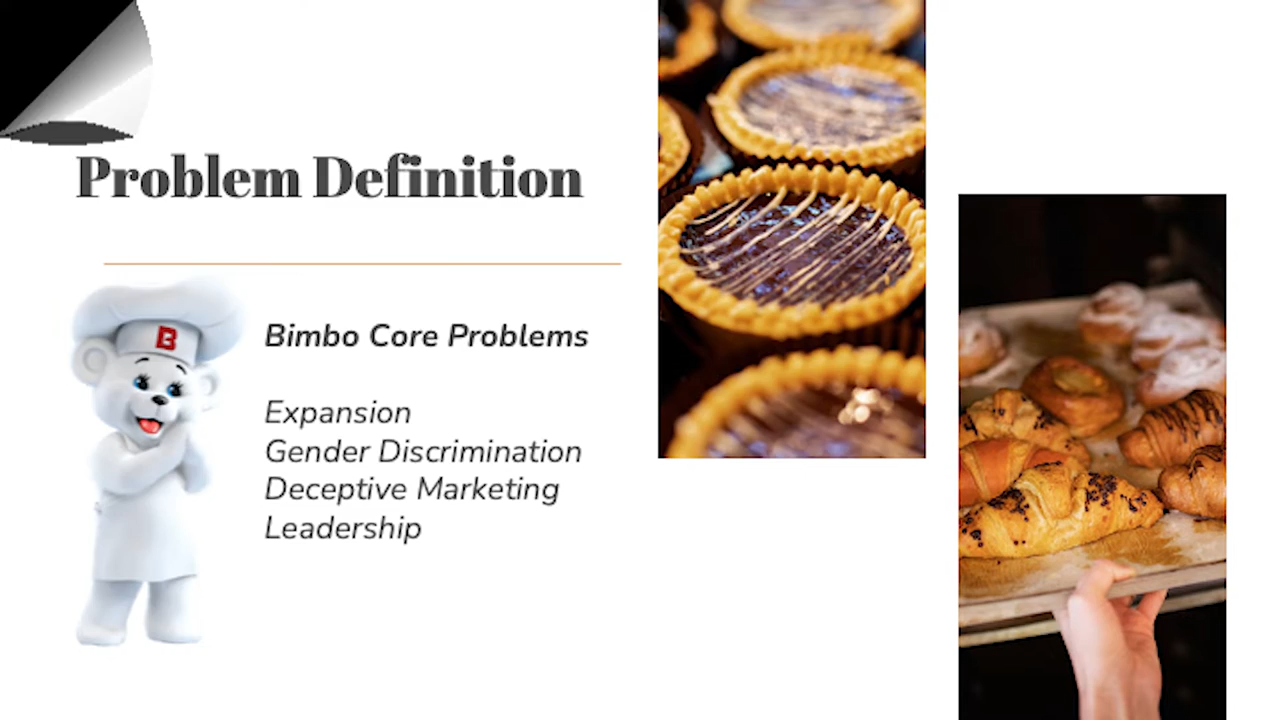 Problem Definition
B
Bimbo Core Problems
Expansion
Gender Discrimination
Deceptive Marketing
Leadership